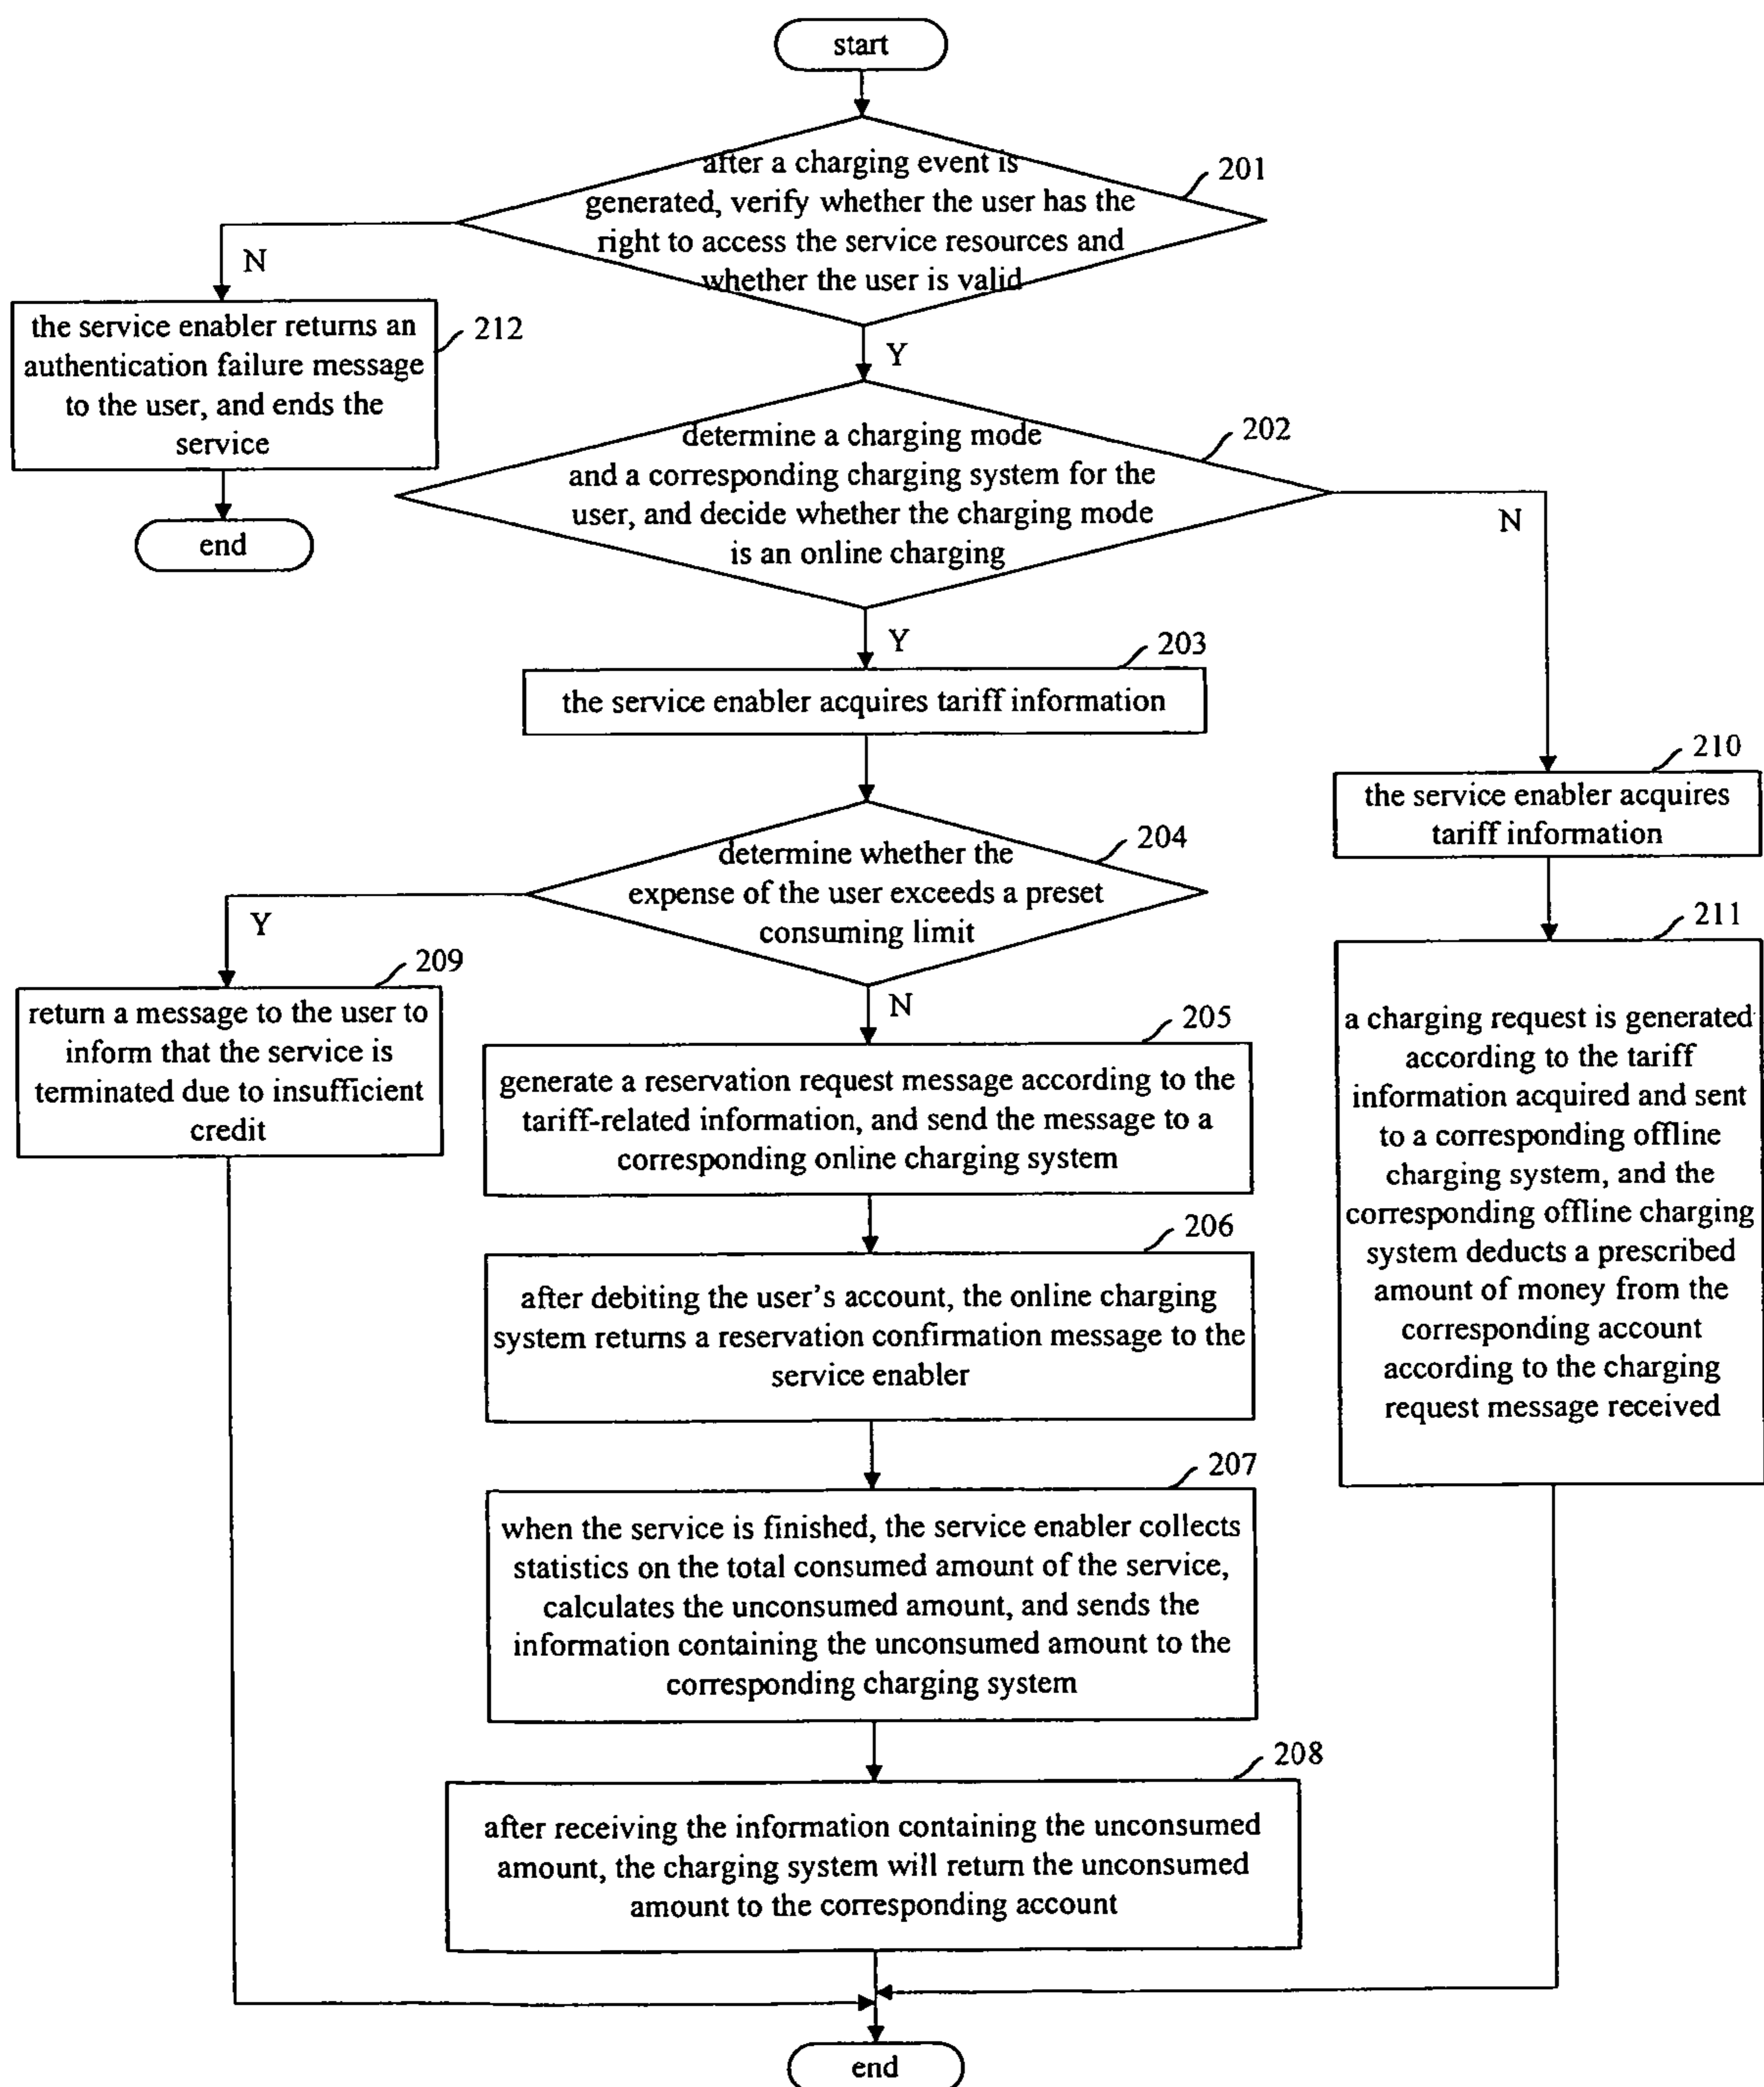 start
after a charging event is
generated, verify whether the user has the
right to access the service resources and
whether the user is valid
201
N
the service enabler returns an
authentication failure message
to the user, and ends the
service
212
end
Y
determine a charging mode
and a corresponding charging system for the
user, and decide whether the charging mode
is an online charging
202
N
Y
203
the service enabler acquires tariff information
210
the service enabler acquires
tariff information
determine whether the
expense of the user exceeds a preset
consuming limit
204
Y
209
return a message to the user to
inform that the service is
terminated due to insufficient
credit
N
205
generate a reservation request message according to the
tariff-related information, and send the message to a
corresponding online charging system
211
a charging request is generated
according to the tariff
information acquired and sent
to a corresponding offline
charging system, and the
corresponding offline charging
system deducts a prescribed
amount of money from the
corresponding account
according to the charging
request message received
206
after debiting the user's account, the online charging
system returns a reservation confirmation message to the
service enabler
207
when the service is finished, the service enabler collects
statistics on the total consumed amount of the service,
calculates the unconsumed amount, and sends the
information containing the unconsumed amount to the
corresponding charging system
208
after receiving the information containing the unconsumed
amount, the charging system will return the unconsumed
amount to the corresponding account
end